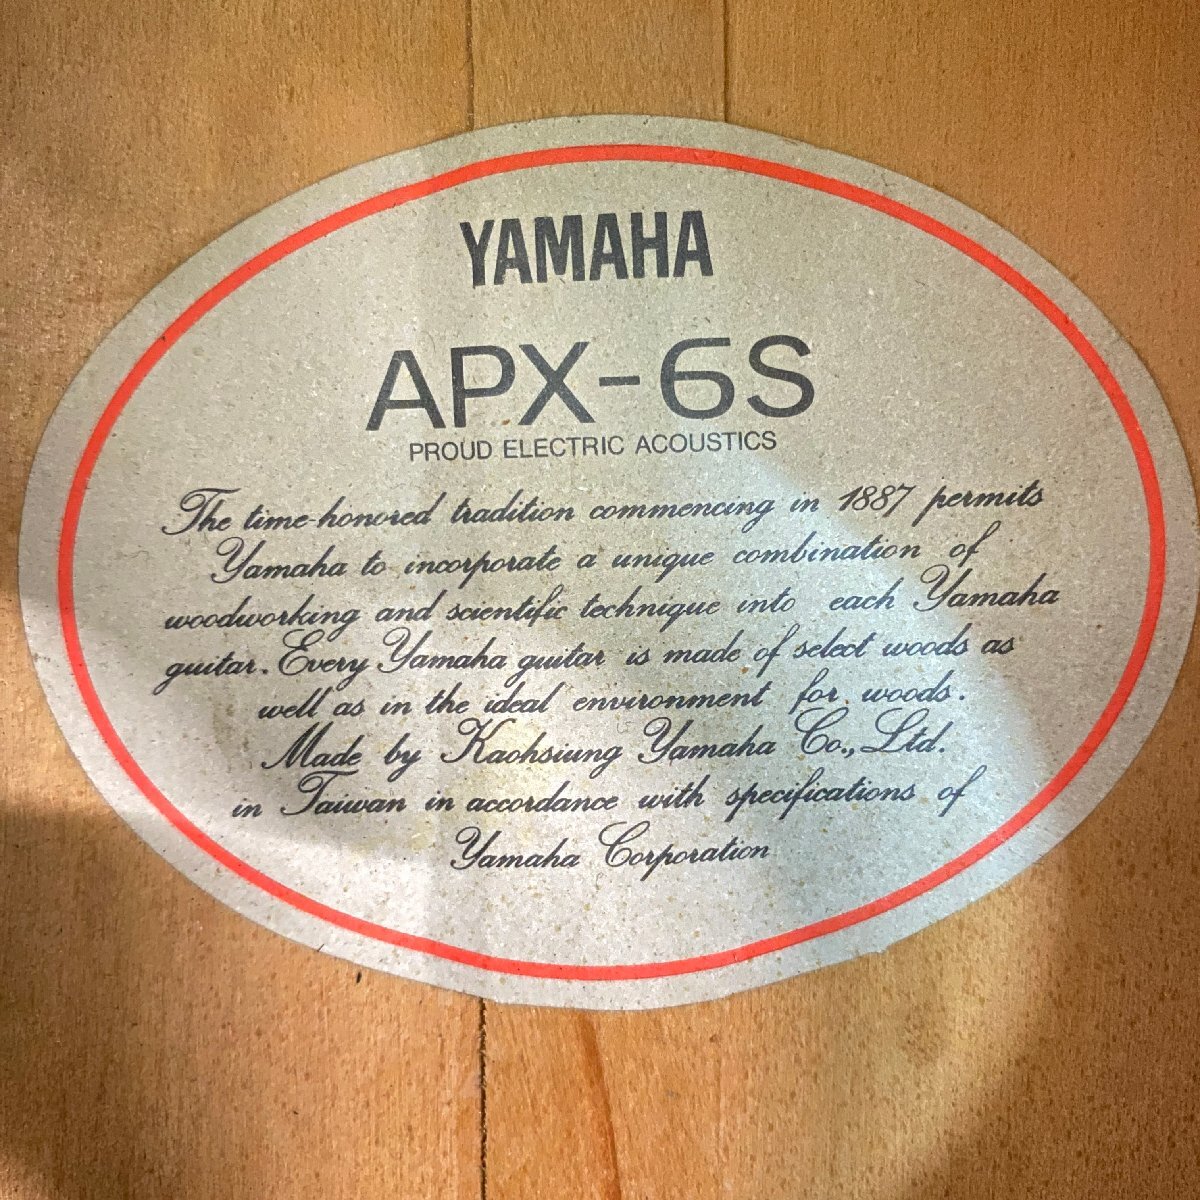 YAMAHA
APX-6S
PROUD ELECTRIC ACOUSTICS
The time-honored tradition commencing in 1887 permits
Yamaha to incorporate a unique combination of
woodworking and scientific technique into each Yamaha
guitar. Every Yamaha guitar is made of select woods as
well as in the ideal environment for woods.
Made by Kaohsiung Yamaha Co., Ltd.
in Taiwan in accordance with specifications of
Yamaha Corporation